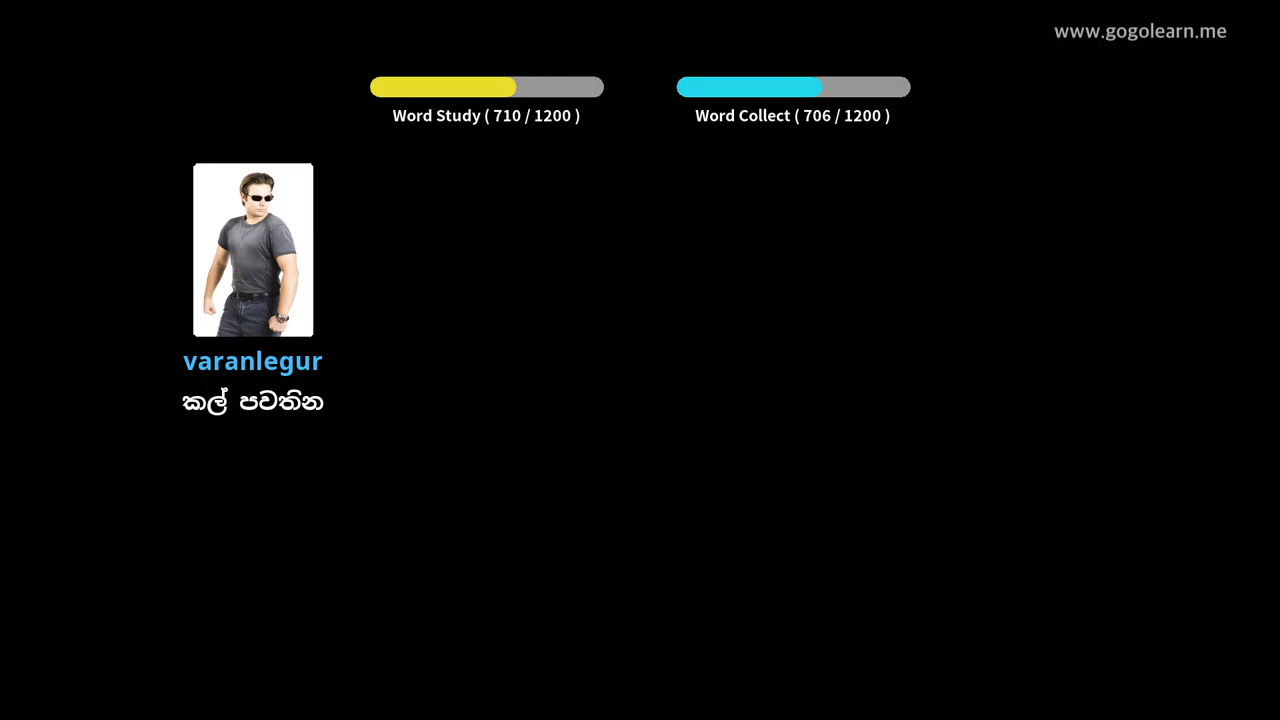 www.gogolearn.me
Word Study ( 710 / 1200 )
Word Collect ( 706 / 1200 )
varanlegur
කල් පවතින